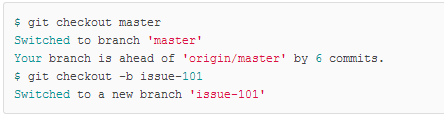 $ git checkout master
Switched to branch 'master'
Your branch is ahead of 'origin/master' by 6 commits.
$ git checkout -b issue-101
Switched to a new branch 'issue-101'